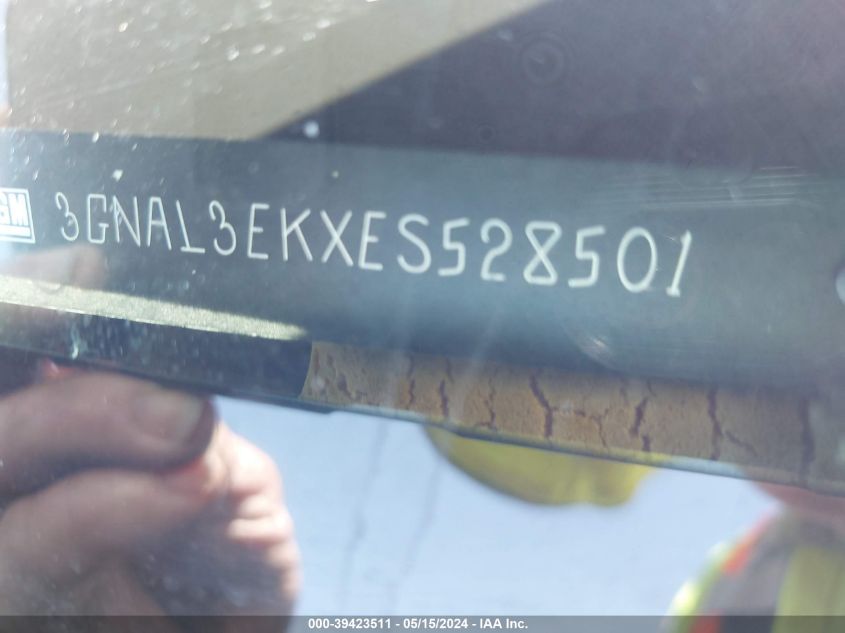 GM
3GNAL3EKXES528501
000-39423511 - 05/15/2024 - IAA Inc.